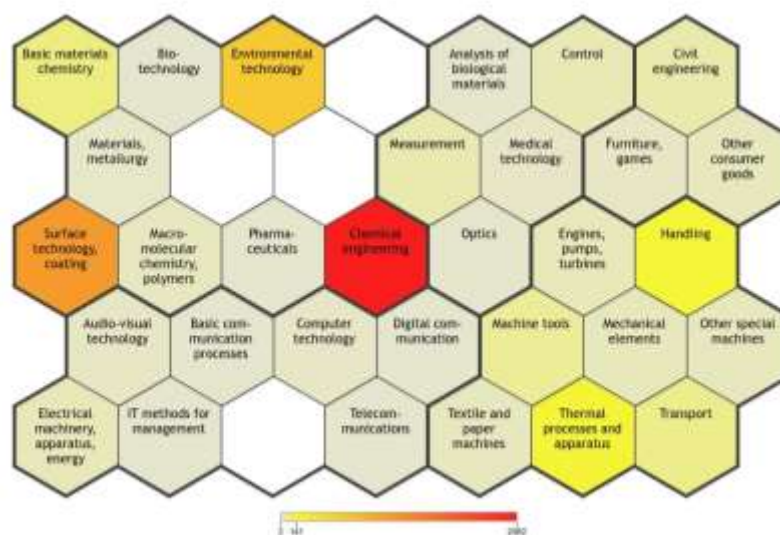 Basic materials
chemistry
Bio-
technology
Environmental
technology
Analysis of
biological
materials
Control
Civil
engineering
Materials,
metallurgy
Measurement
Medical
technology
Furniture,
games
Other
consumer
goods
Surface
technology,
coating
Macro-
molecular
chemistry,
polymers
Pharma-
ceuticals
Chemical
engineering
Optics
Engines,
pumps,
turbines
Handling
Audio-visual
technology
Basic com-
munication
processes
Computer
technology
Digital com-
munication
Machine tools
Mechanical
elements
Other special
machines
Electrical
machinery,
apparatus,
energy
IT methods for
management
Telecom-
munications
Textile and
paper
machines
Thermal
processes and
apparatus
Transport